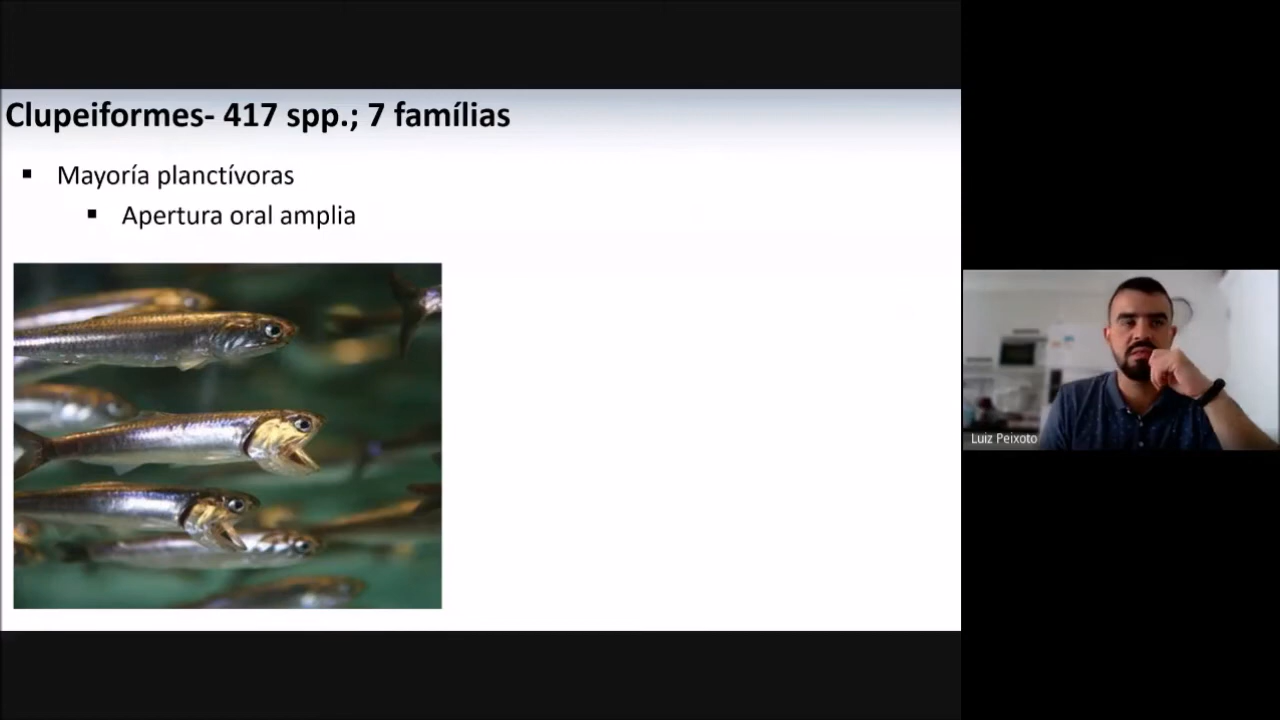 Clupeiformes- 417 spp.; 7 famílias
Mayoría planctívoras
Apertura oral amplia
Luiz Peixoto